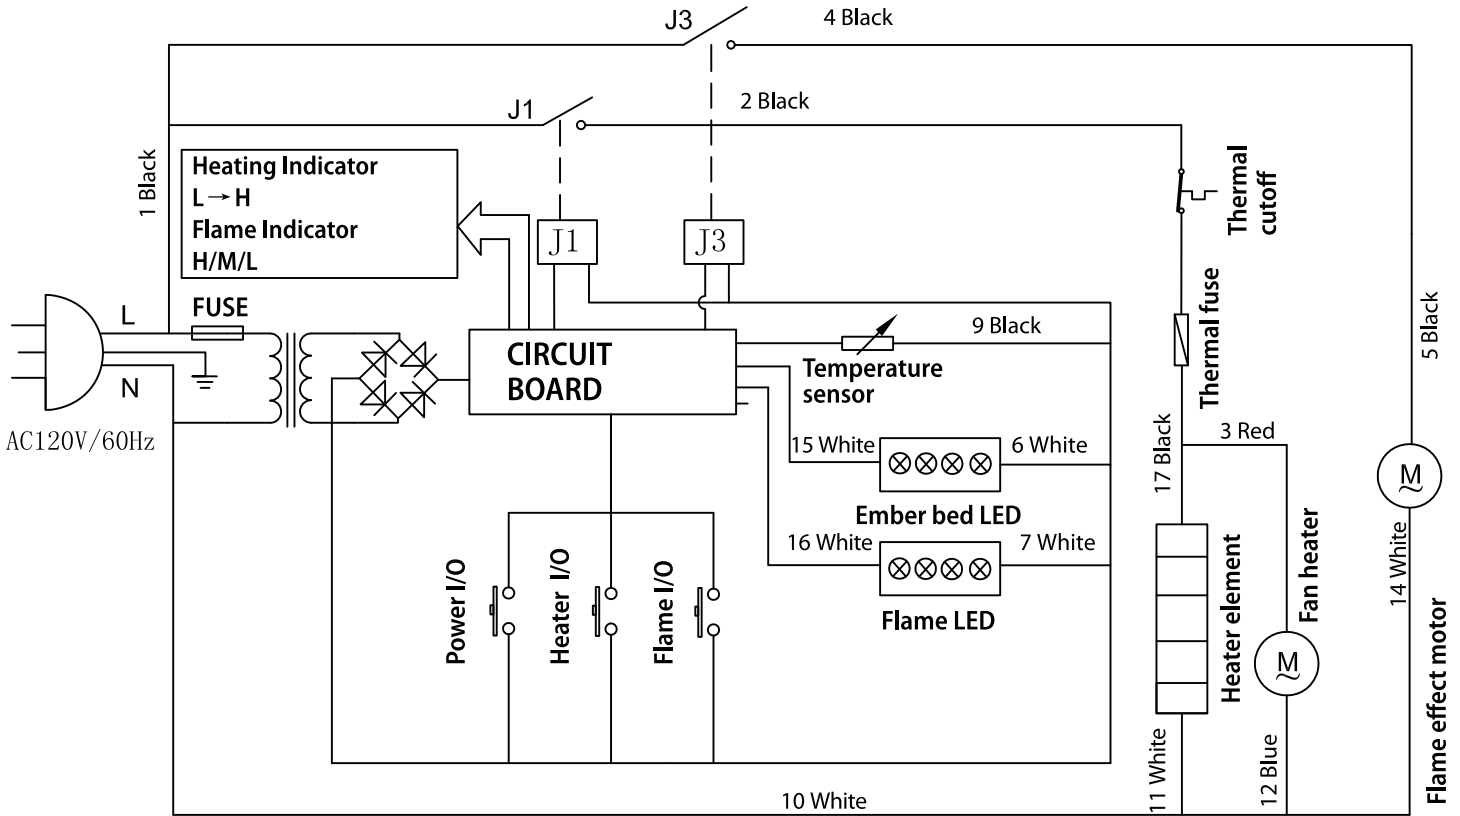 J3
4 Black
J1
2 Black
1 Black
Heating Indicator
L→H
Flame Indicator
H/M/L
J1
J3
Thermal
cutoff
FUSE
L
N
AC120V/60Hz
CIRCUIT
BOARD
9 Black
Temperature
sensor
Thermal fuse
5 Black
15 White
6 White
Ember bed LED
16 White
7 White
Flame LED
17 Black
3 Red
M
~
14 White
Power I/O
Heater I/O
Flame I/O
Heater element
Fan heater
M
~
Flame effect motor
11 White
12 Blue
10 White